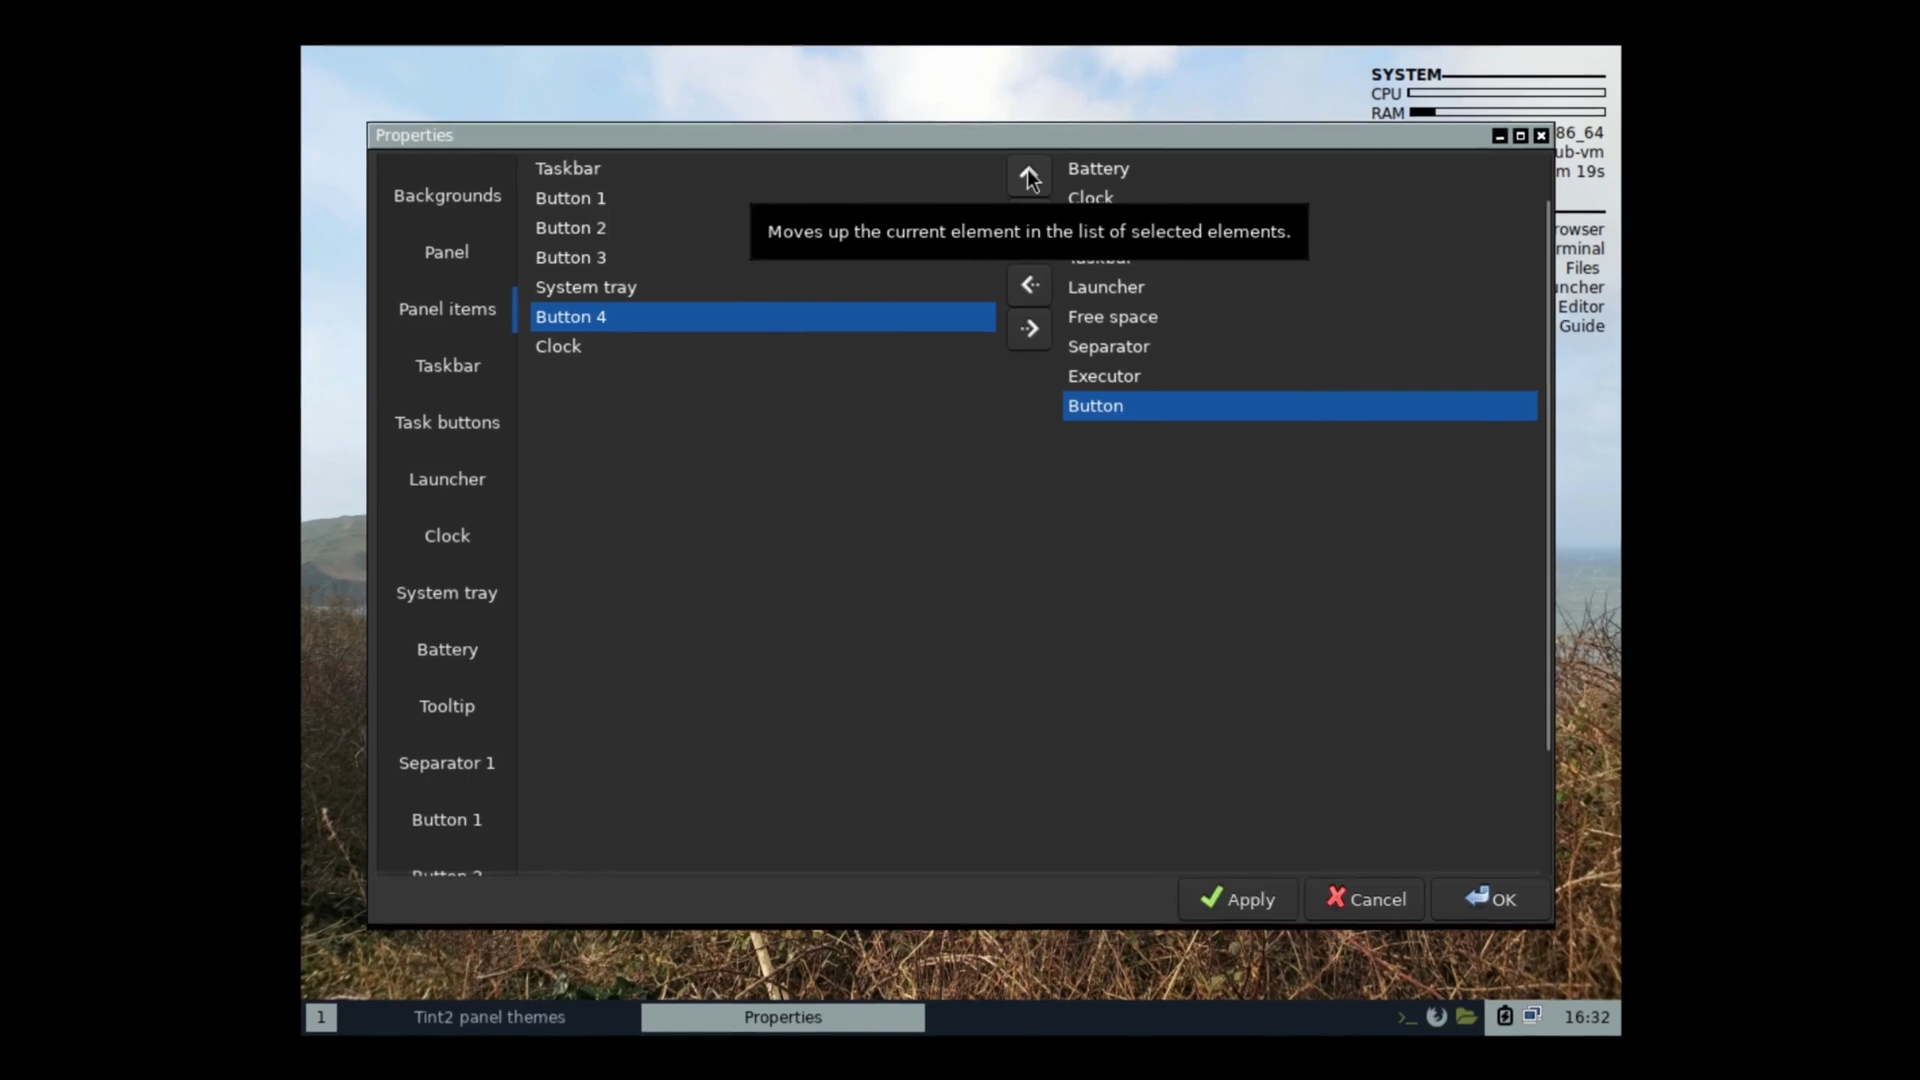 SYSTEM
CPU
RAM
86_64
ub-vm
m 19s
rowser
rminal
Files
ncher
Editor
Guide
Properties
Backgrounds
Panel
Panel items
Taskbar
Task buttons
Launcher
Clock
System tray
Battery
Tooltip
Separator 1
Button 1
Button 2
Taskbar
Button 1
Button 2
Button 3
System tray
Button 4
Clock
Moves up the current element in the list of selected elements.
Battery
Clock
Taskbar
Launcher
Free space
Separator
Executor
Button
Apply
Cancel
OK
1
Tint2 panel themes
Properties
>_
16:32